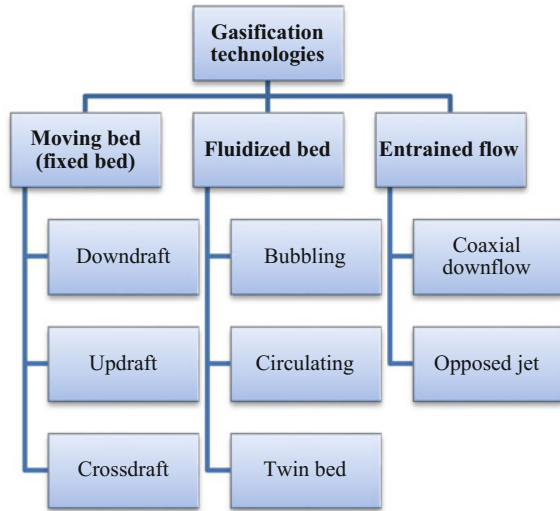 Gasification
technologies
Moving bed
(fixed bed)
Fluidized bed
Entrained flow
Downdraft
Bubbling
Coaxial
downflow
Updraft
Circulating
Opposed jet
Crossdraft
Twin bed